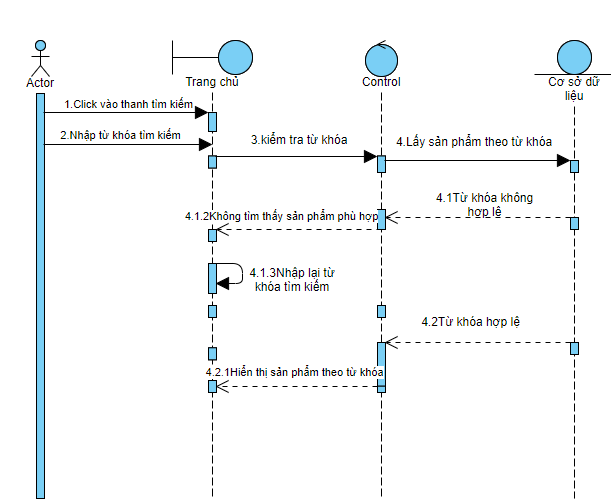 Actor
Trang chủ
Control
Cơ sở dữ
liệu
1.Click vào thanh tìm kiếm
2.Nhập từ khóa tìm kiếm
3.kiểm tra từ khóa
4.Lấy sản phẩm theo từ khóa
4.1Từ khóa không
hợp lệ
4.1.2Không tìm thấy sản phẩm phù hợp
4.1.3Nhập lại từ
khóa tìm kiếm
4.2Từ khóa hợp lệ
4.2.1Hiển thị sản phẩm theo từ khóa